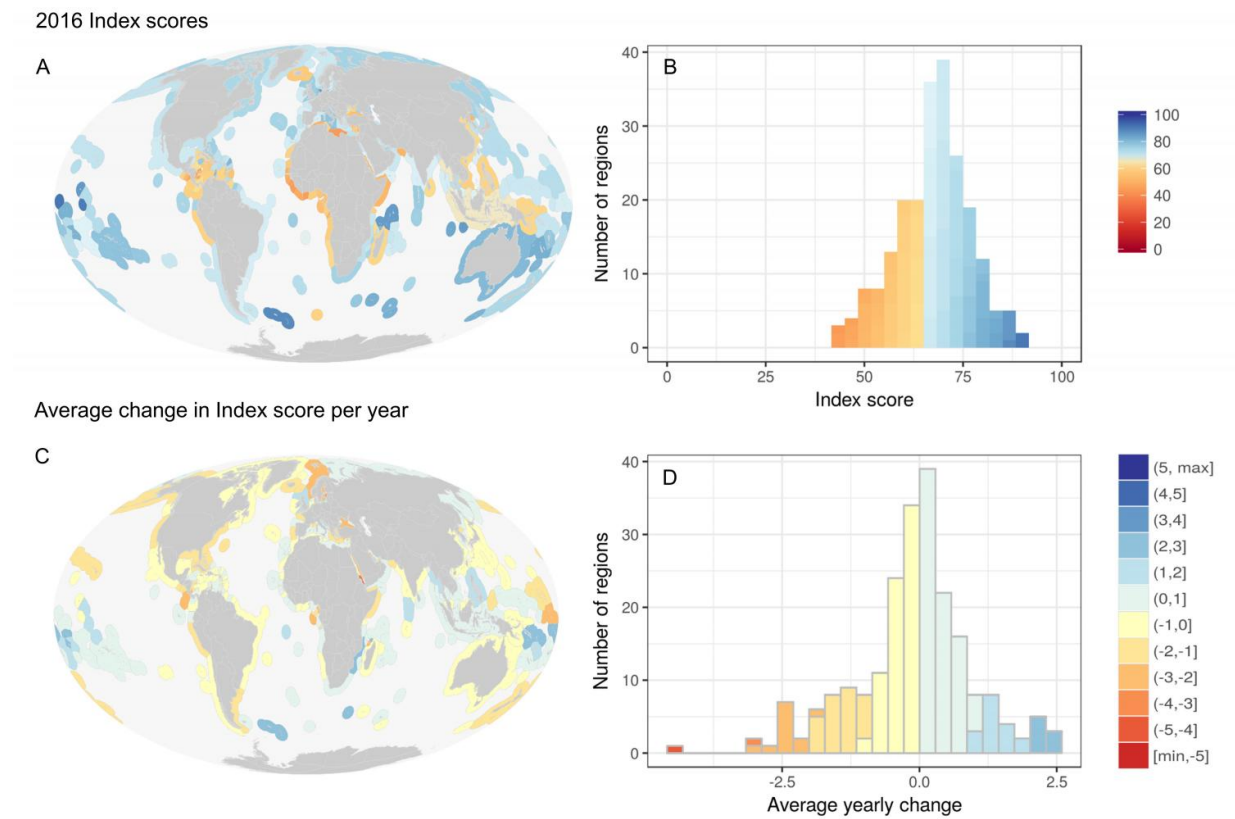 2016 Index scores
A
B
40
30
20
10
0
Number of regions
0 25 50 75 100
Index score
100
80
60
40
20
0
Average change in Index score per year
C
D
40
30
20
10
0
Number of regions
-2.5 0.0 2.5
Average yearly change
(5, max]
(4,5]
(3,4]
(2,3]
(1,2]
(0,1]
(-1,0]
(-2,-1]
(-3,-2]
(-4,-3]
(-5,-4]
[min,-5]